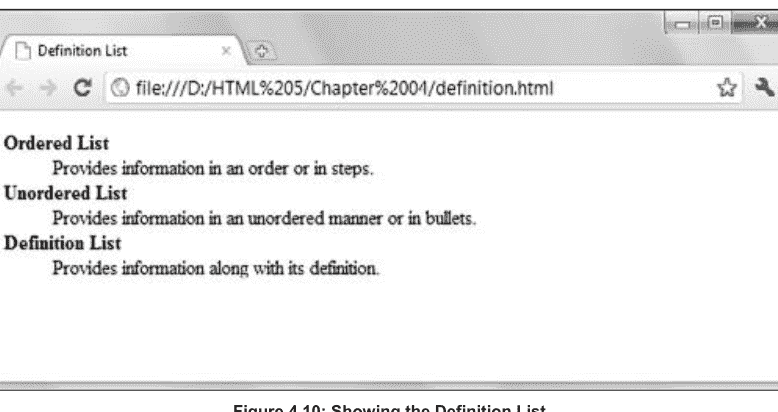 Definition List
file:///D:/HTML%205/Chapter%2004/definition.html
Ordered List
Provides information in an order or in steps.
Unordered List
Provides information in an unordered manner or in bullets.
Definition List
Provides information along with its definition.
Figure 4.10: Showing the Definition List